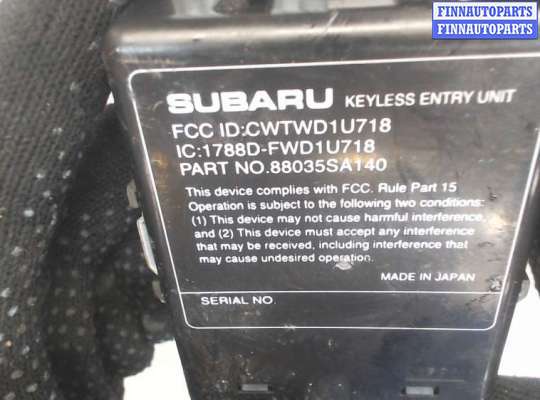 FINNAUTOPARTS
FINNAUTOPARTS
SUBARU KEYLESS ENTRY UNIT
FCC ID:CWTWD1U718
IC:1788D-FWD1U718
PART NO.88035SA140
This device complies with FCC. Rule Part 15
Operation is subject to the following two conditions:
(1) This device may not cause harmful interference,
and (2) This device must accept any interference
that may be received, including interference that
may cause undesired operation.
MADE IN JAPAN
SERIAL NO.